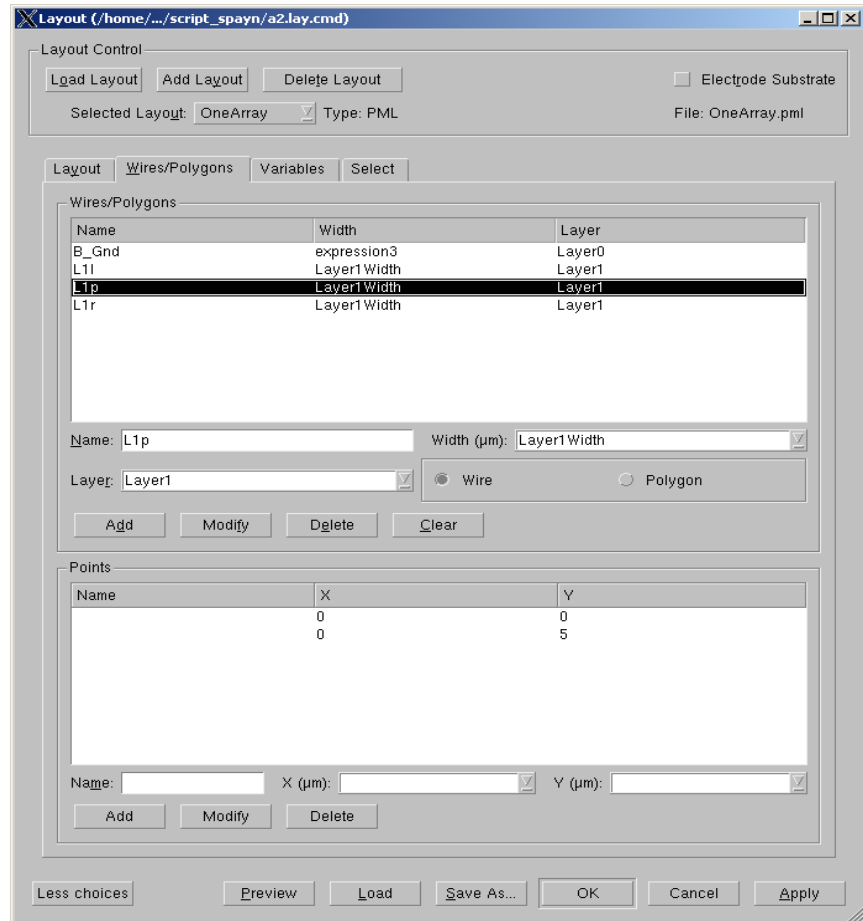 Layout (/home/.../script_spayn/a2.lay.cmd)
Layout Control
Load Layout Add Layout Delete Layout Electrode Substrate
Selected Layout: OneArray Type: PML File: OneArray.pml
Layout Wires/Polygons Variables Select
Wires/Polygons
Name Width Layer
B_Gnd expression3 Layer0
L1l Layer1Width Layer1
L1p Layer1Width Layer1
L1r Layer1Width Layer1
Name: L1p Width (µm): Layer1Width
Layer: Layer1 Wire Polygon
Add Modify Delete Clear
Points
Name X Y
0 0
0 5
Name: X (µm): Y (µm):
Add Modify Delete
Less choices Preview Load Save As... OK Cancel Apply